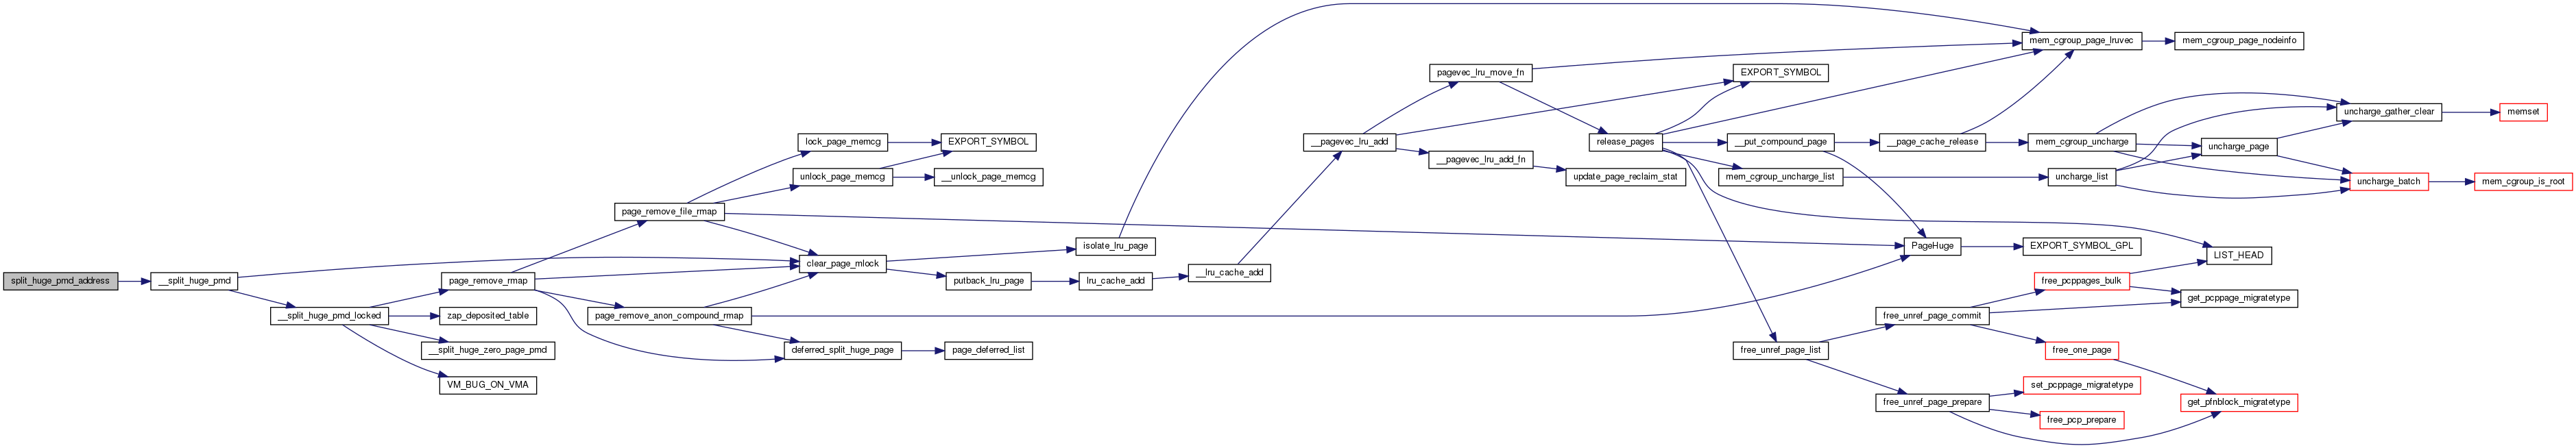 split_huge_pmd_address
__split_huge_pmd
__split_huge_pmd_locked
page_remove_rmap
zap_deposited_table
__split_huge_zero_page_pmd
VM_BUG_ON_VMA
page_remove_file_rmap
page_remove_anon_compound_rmap
lock_page_memcg
unlock_page_memcg
clear_page_mlock
deferred_split_huge_page
EXPORT_SYMBOL
__unlock_page_memcg
putback_lru_page
page_deferred_list
isolate_lru_page
lru_cache_add
__lru_cache_add
__pagevec_lru_add
pagevec_lru_move_fn
__pagevec_lru_add_fn
release_pages
update_page_reclaim_stat
EXPORT_SYMBOL
__put_compound_page
mem_cgroup_uncharge_list
free_unref_page_list
__page_cache_release
PageHuge
free_unref_page_commit
free_unref_page_prepare
mem_cgroup_page_lruvec
mem_cgroup_uncharge
uncharge_list
EXPORT_SYMBOL_GPL
free_pcppages_bulk
free_one_page
set_pcppage_migratetype
free_pcp_prepare
mem_cgroup_page_nodeinfo
uncharge_page
LIST_HEAD
get_pcppage_migratetype
get_pfnblock_migratetype
uncharge_gather_clear
uncharge_batch
memset
mem_cgroup_is_root